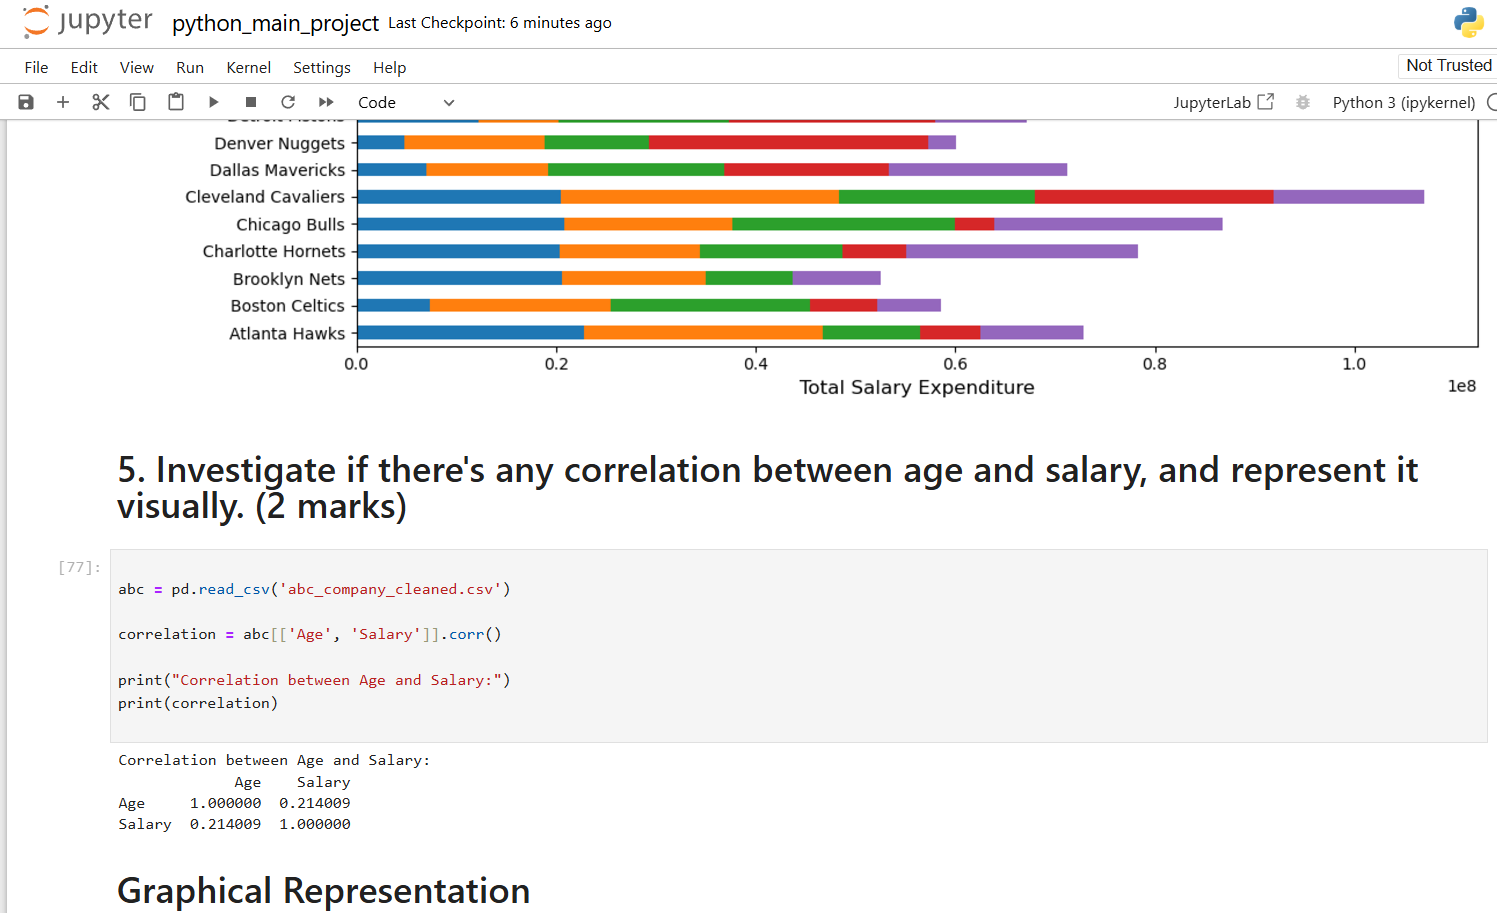 jupyter python_main_project Last Checkpoint: 6 minutes ago
File Edit View Run Kernel Settings Help
Not Trusted
Code
JupyterLab
Python 3 (ipykernel)
Detroit Pistons
Denver Nuggets
Dallas Mavericks
Cleveland Cavaliers
Chicago Bulls
Charlotte Hornets
Brooklyn Nets
Boston Celtics
Atlanta Hawks
0.0 0.2 0.4 0.6 0.8 1.0
Total Salary Expenditure
1e8
5. Investigate if there's any correlation between age and salary, and represent it
visually. (2 marks)
[77]:
abc = pd.read_csv('abc_company_cleaned.csv')
correlation = abc[['Age', 'Salary']].corr()
print("Correlation between Age and Salary:")
print(correlation)
Correlation between Age and Salary:
Age Salary
Age 1.000000 0.214009
Salary 0.214009 1.000000
Graphical Representation